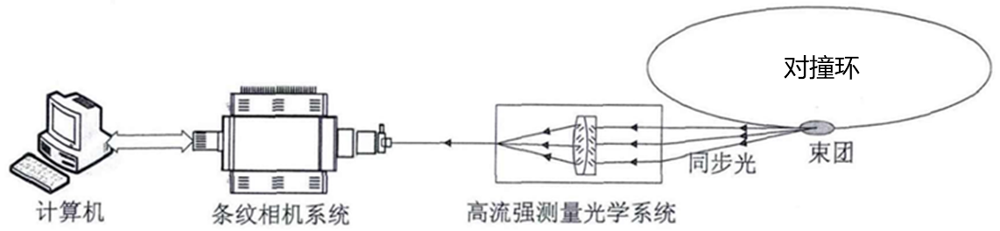 对撞环
同步光
束团
计算机
条纹相机系统
高流强测量光学系统